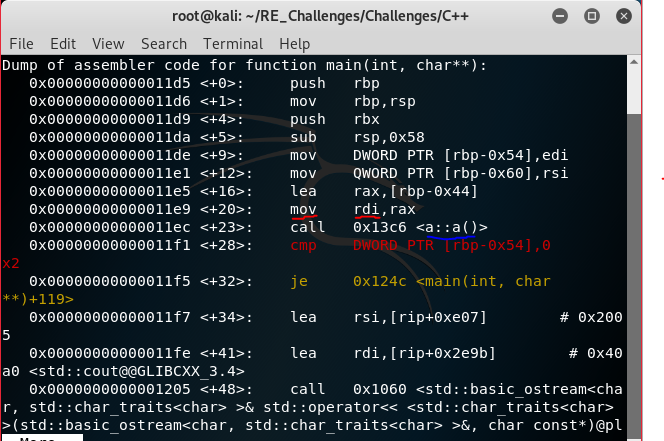 root@kali: ~/RE_Challenges/Challenges/C++
File Edit View Search Terminal Help
Dump of assembler code for function main(int, char**):
0x00000000000011d5 <+0>: push rbp
0x00000000000011d6 <+1>: mov rbp,rsp
0x00000000000011d9 <+4>: push rbx
0x00000000000011da <+5>: sub rsp,0x58
0x00000000000011de <+9>: mov DWORD PTR [rbp-0x54],edi
0x00000000000011e1 <+12>: mov QWORD PTR [rbp-0x60],rsi
0x00000000000011e5 <+16>: lea rax,[rbp-0x44]
0x00000000000011e9 <+20>: mov rdi,rax
0x00000000000011ec <+23>: call 0x13c6 <a::a()>
0x00000000000011f1 <+28>: cmp DWORD PTR [rbp-0x54],0
x2
0x00000000000011f5 <+32>: je 0x124c <main(int, char
**)+119>
0x00000000000011f7 <+34>: lea rsi,[rip+0xe07] # 0x200
5
0x00000000000011fe <+41>: lea rdi,[rip+0x2e9b] # 0x40
a0 <std::cout@@GLIBCXX_3.4>
0x0000000000001205 <+48>: call 0x1060 <std::basic_ostream<cha
r, std::char_traits<char> >& std::operator<< <std::char_traits<char>
>(std::basic_ostream<char, std::char_traits<char> >&, char const*)@pl